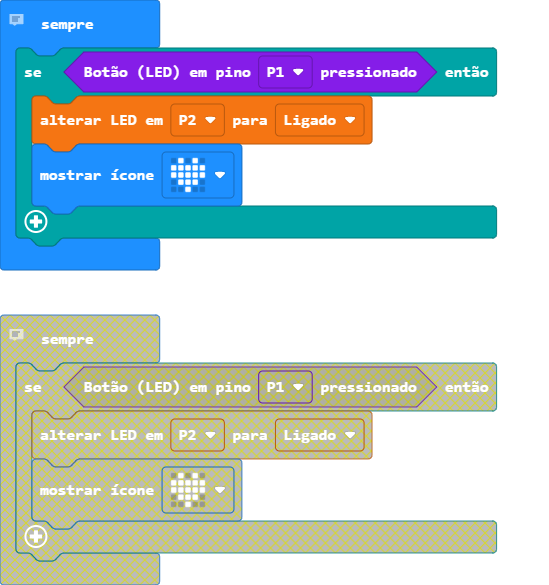 sempre
se Botão (LED) em pino P1 pressionado então
alterar LED em P2 para Ligado
mostrar ícone
sempre
se Botão (LED) em pino P1 pressionado então
alterar LED em P2 para Ligado
mostrar ícone